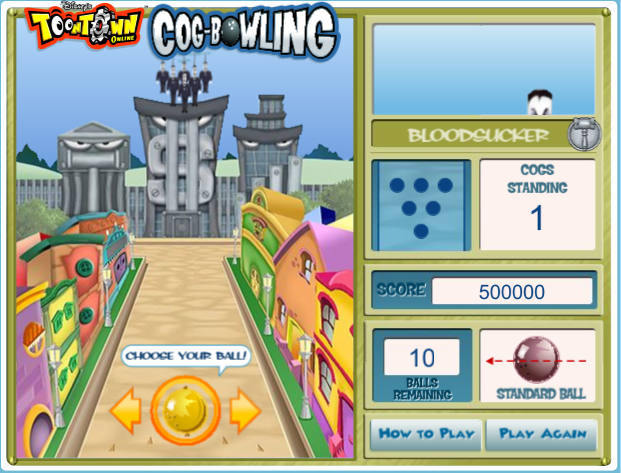 Disney's
TOONTOWN
ONLINE
COG-BOWLING
BLOODSUCKER
COGS
STANDING
1
SCORE 500000
CHOOSE YOUR BALL!
10
BALLS
REMAINING
STANDARD BALL
HOW TO PLAY
PLAY AGAIN